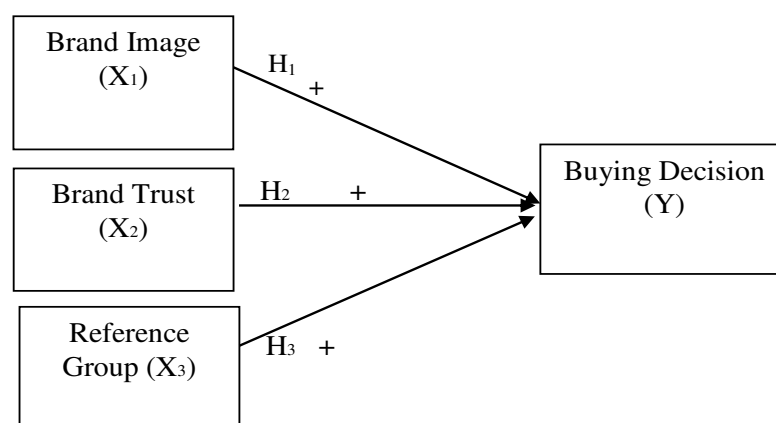 Brand Image
(X₁)
H₁
+
Brand Trust
(X₂)
H₂ +
Buying Decision
(Y)
Reference
Group (X₃)
H₃ +